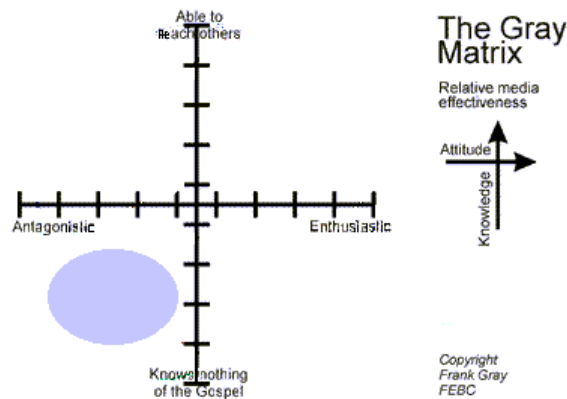 Able to
Reach others
The Gray
Matrix
Relative media
effectiveness
Attitude
Knowledge
Antagonistic
Enthusiastic
Knows nothing
of the Gospel
Copyright
Frank Gray
FEBC